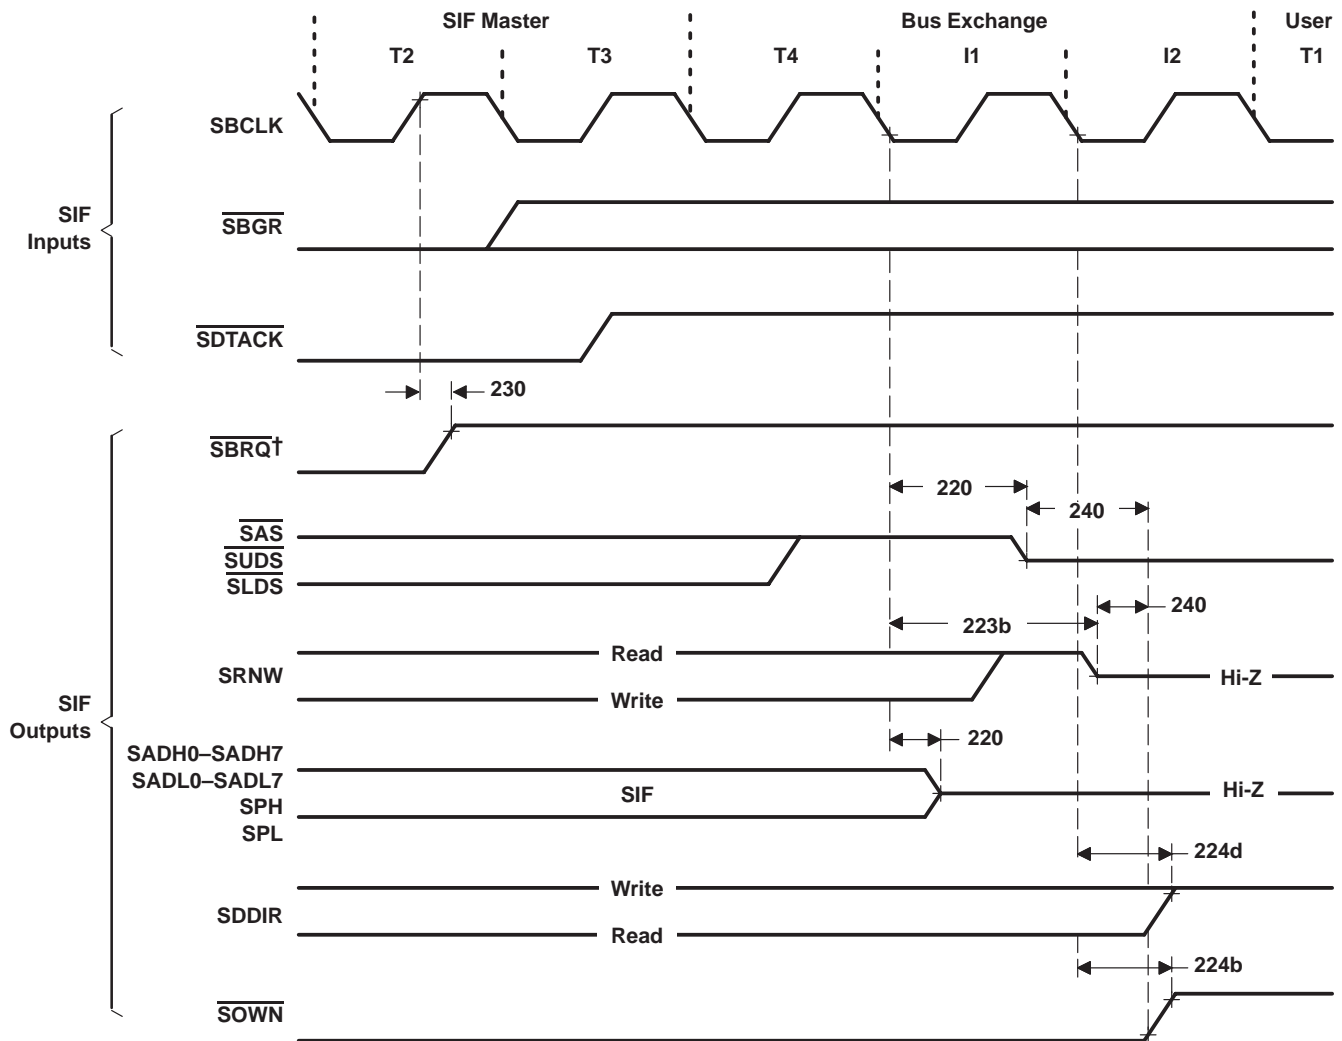 SIF Master
Bus Exchange
User
T2
T3
T4
I1
I2
T1
SBCLK
SIF
Inputs
SBGR
SDTACK
230
SBRQ†
220
240
SAS
SUDS
SLDS
240
223b
SRNW
Read
Write
Hi-Z
SIF
Outputs
220
SADH0–SADH7
SADL0–SADL7
SPH
SPL
SIF
Hi-Z
224d
SDDIR
Write
Read
224b
SOWN